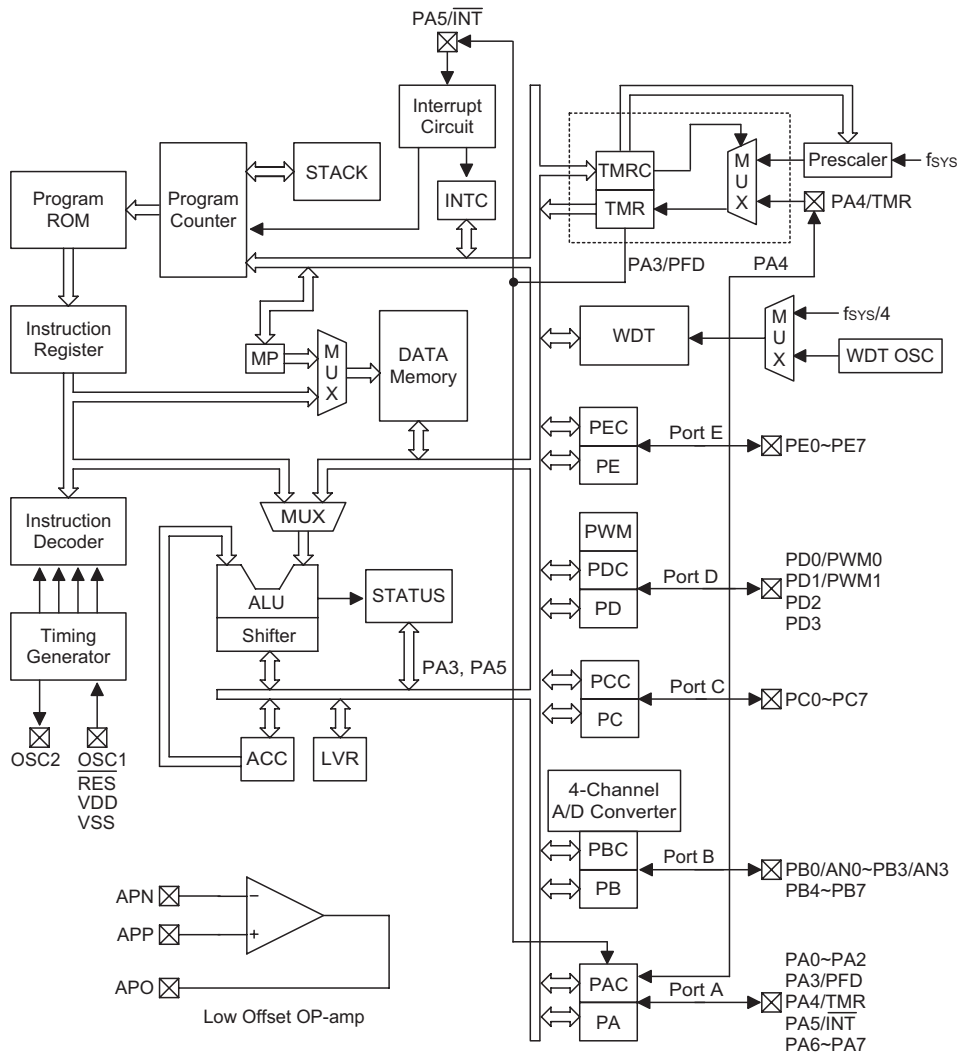 PA5/INT
Interrupt
Circuit
STACK
Program
ROM
Program
Counter
INTC
TMRC
TMR
M
U
X
Prescaler
fSYS
PA4/TMR
PA3/PFD
PA4
Instruction
Register
MP
M
U
X
DATA
Memory
WDT
M
U
X
fSYS/4
WDT OSC
PEC
PE
Port E
PE0~PE7
Instruction
Decoder
MUX
ALU
Shifter
STATUS
PWM
PDC
PD
Port D
PD0/PWM0
PD1/PWM1
PD2
PD3
Timing
Generator
PA3, PA5
PCC
PC
Port C
PC0~PC7
OSC2
OSC1
RES
VDD
VSS
ACC
LVR
4-Channel
A/D Converter
PBC
PB
Port B
PB0/AN0~PB3/AN3
PB4~PB7
APN
−
APP
+
APO
Low Offset OP-amp
PAC
PA
Port A
PA0~PA2
PA3/PFD
PA4/TMR
PA5/INT
PA6~PA7